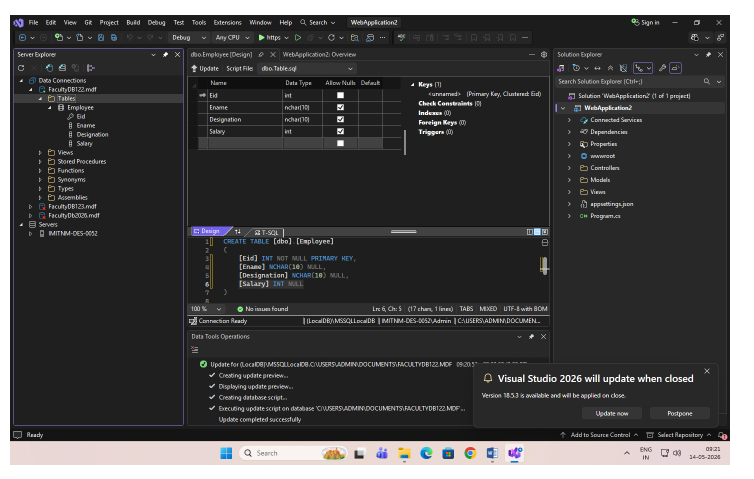 File Edit View Git Project Build Debug Test Tools Extensions Window Help Search WebApplication2 Sign in
Debug Any CPU https
Server Explorer
Data Connections
FacultyDB122.mdf
Tables
Employee
Eid
Ename
Designation
Salary
Views
Stored Procedures
Functions
Synonyms
Types
Assemblies
FacultyDB123.mdf
FacultyDb2026.mdf
Servers
IMITNM-DES-0052
dbo.Employee [Design] WebApplication2: Overview
Update Script File: dbo.Table.sql
Name Data Type Allow Nulls Default
Eid int
Ename nchar(10)
Designation nchar(10)
Salary int
Keys (1)
<unnamed> (Primary Key, Clustered: Eid)
Check Constraints (0)
Indexes (0)
Foreign Keys (0)
Triggers (0)
Design T-SQL
1 CREATE TABLE [dbo].[Employee]
2 (
3 [Eid] INT NOT NULL PRIMARY KEY,
4 [Ename] NCHAR(10) NULL,
5 [Designation] NCHAR(10) NULL,
6 [Salary] INT NULL
7 )
8
100 % No issues found Ln: 6, Ch: 5 (17 chars, 1 lines) TABS MIXED UTF-8 with BOM
Connection Ready (LocalDB)\MSSQLLocalDB IMITNM-DES-0052\Admin C:\USERS\ADMIN\DOCUMEN...
Data Tools Operations
Update for (LocalDB)\MSSQLLocalDB.C:\USERS\ADMIN\DOCUMENTS\FACULTYDB122.MDF
Creating update preview...
Displaying update preview...
Creating database script...
Executing update script on database 'C:\USERS\ADMIN\DOCUMENTS\FACULTYDB122.MDF'...
Update completed successfully
Solution Explorer
Search Solution Explorer (Ctrl+;)
Solution 'WebApplication2' (1 of 1 project)
WebApplication2
Connected Services
Dependencies
Properties
wwwroot
Controllers
Models
Views
appsettings.json
C# Program.cs
Visual Studio 2026 will update when closed
Version 18.5.3 is available and will be applied on close.
Update now Postpone
Ready Add to Source Control Select Repository
Search
ENG
IN
09:21
14-05-2026